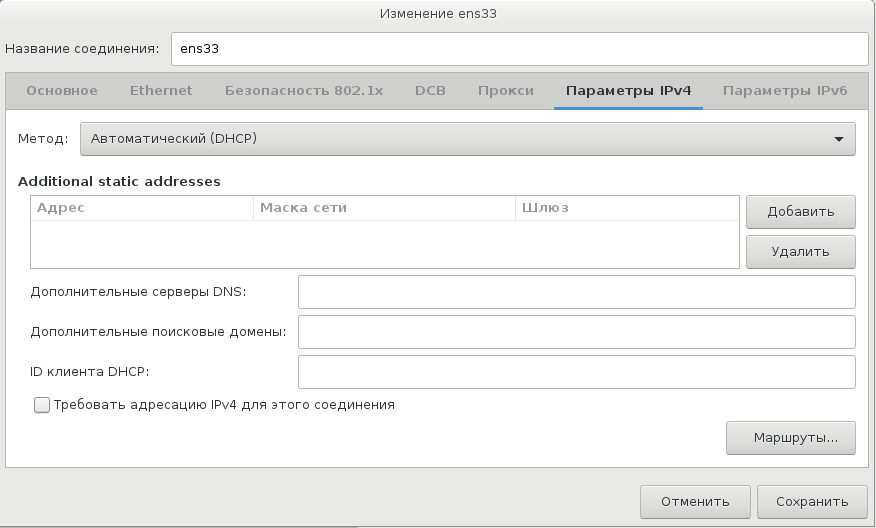 Изменение ens33
Название соединения: ens33
Основное Ethernet Безопасность 802.1x DCB Прокси Параметры IPv4 Параметры IPv6
Метод: Автоматический (DHCP)
Additional static addresses
Адрес Маска сети Шлюз
Добавить
Удалить
Дополнительные серверы DNS:
Дополнительные поисковые домены:
ID клиента DHCP:
Требовать адресацию IPv4 для этого соединения
Маршруты...
Отменить Сохранить